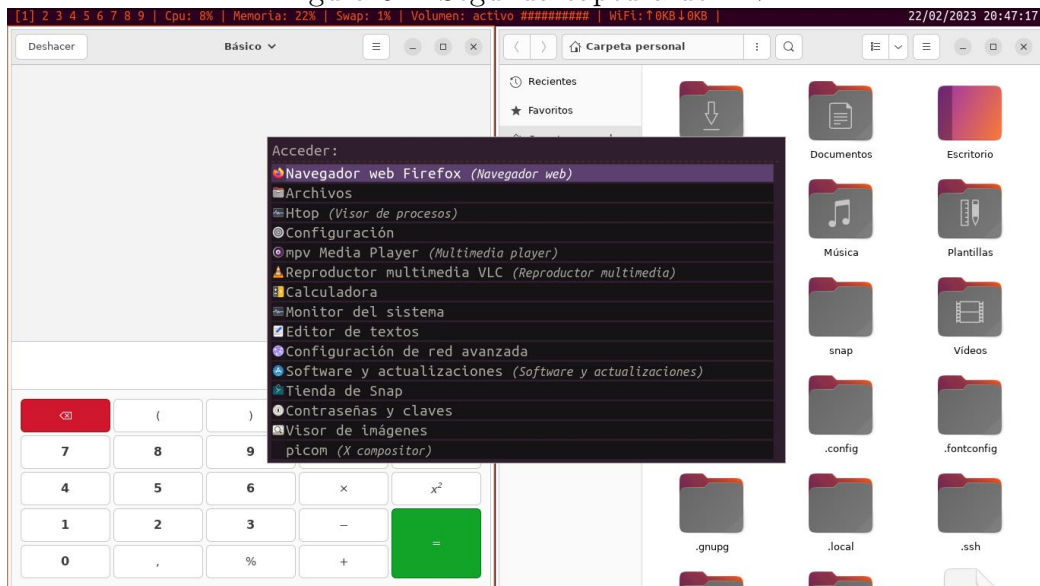 [1] 2 3 4 5 6 7 8 9 | Cpu: 8% | Memoria: 22% | Swap: 1% | Volumen: activo ########## | WiFi: ↑0KB↓0KB | 22/02/2023 20:47:17
Deshacer Básico
Carpeta personal
Recientes
Favoritos
Documentos Escritorio
Música Plantillas
snap Vídeos
.config .fontconfig
.gnupg .local .ssh
Acceder:
Navegador web Firefox (Navegador web)
Archivos
Htop (Visor de procesos)
Configuración
mpv Media Player (Multimedia player)
Reproductor multimedia VLC (Reproductor multimedia)
Calculadora
Monitor del sistema
Editor de textos
Configuración de red avanzada
Software y actualizaciones (Software y actualizaciones)
Tienda de Snap
Contraseñas y claves
Visor de imágenes
picom (X compositor)
( )
7 8 9
4 5 6 × x²
1 2 3 −
0 , % + =